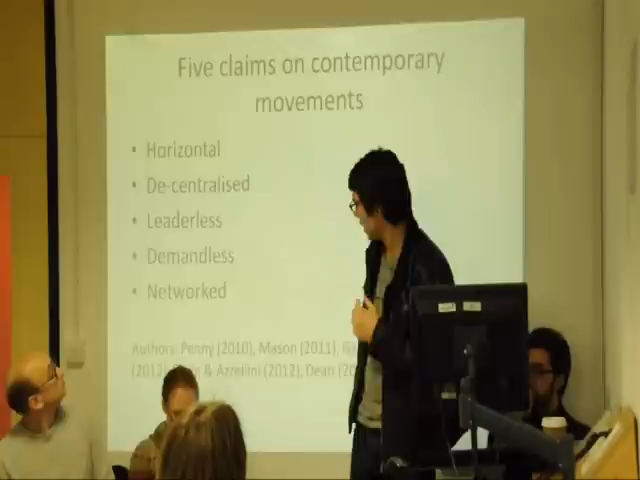 Five claims on contemporary
movements
• Horizontal
• De-centralised
• Leaderless
• Demandless
• Networked
Authors: Penny (2010), Mason (2011),
(2012), & Azzelini (2012), Dean